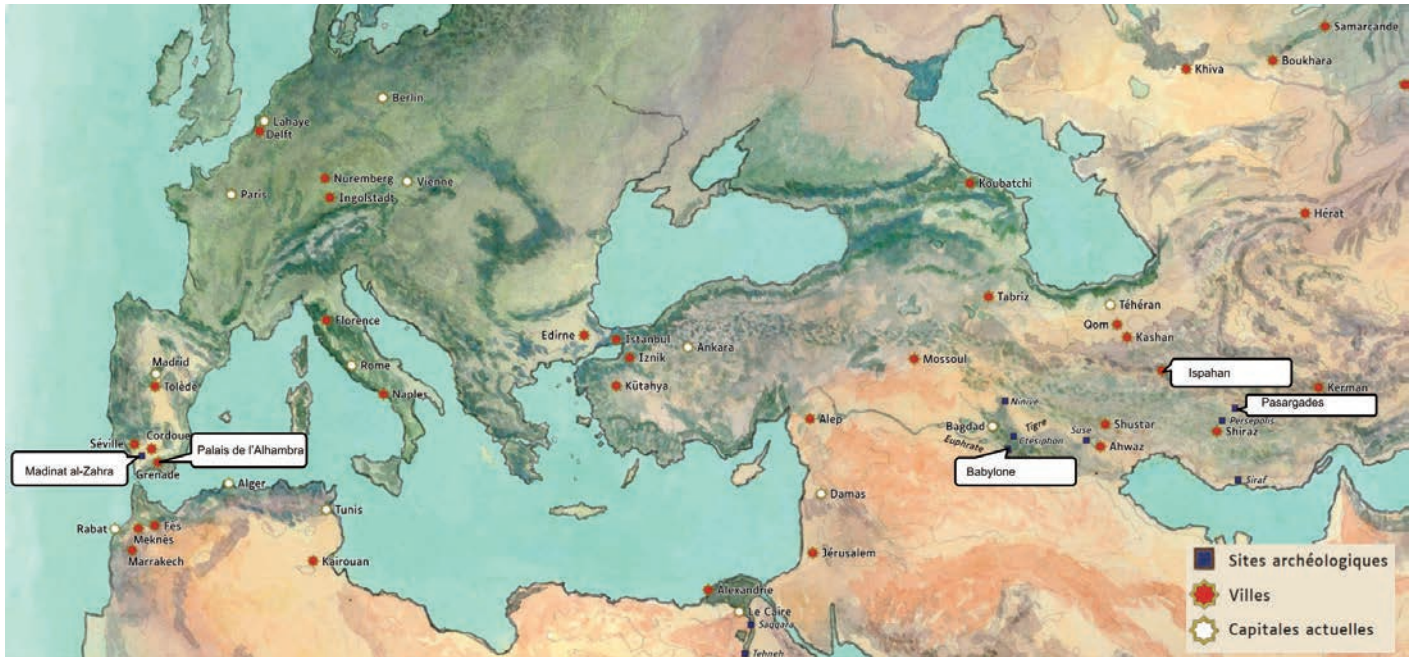 Samarcande
Boukhara
Khiva
Berlin
Lahaye
Delft
Nuremberg
Vienne
Koubatchi
Paris
Ingolstadt
Hérat
Tabriz
Téhéran
Florence
Qom
Kashan
Edirne
Istanbul
Ankara
Iznik
Mossoul
Madrid
Rome
Ispahan
Tolède
Kütahya
Naples
Kerman
Ninive
Pasargades
Alep
Persépolis
Bagdad
Tigre
Suse
Shustar
Shiraz
Séville
Cordoue
Euphrate
Ctésiphon
Ahwaz
Palais de l'Alhambra
Madinat al-Zahra
Grenade
Babylone
Alger
Siraf
Damas
Tunis
Rabat
Fès
Meknès
Marrakech
Kairouan
Jérusalem
Alexandrie
Le Caire
Saqqara
Tehneh
Sites archéologiques
Villes
Capitales actuelles